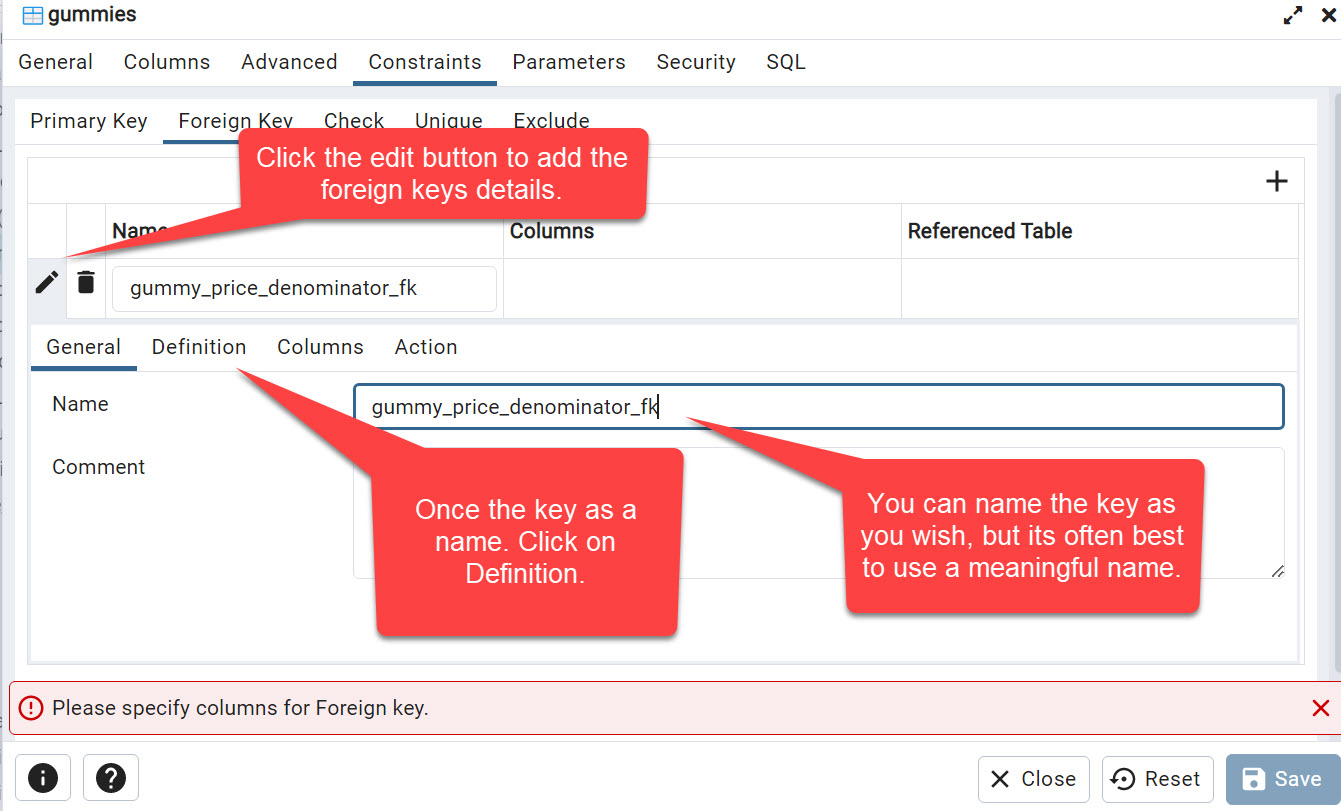 gummies
General Columns Advanced Constraints Parameters Security SQL
Primary Key Foreign Key Check Unique Exclude
Click the edit button to add the
foreign keys details.
Name Columns Referenced Table
gummy_price_denominator_fk
General Definition Columns Action
Name gummy_price_denominator_fk
Comment
Once the key as a
name. Click on
Definition.
You can name the key as
you wish, but its often best
to use a meaningful name.
Please specify columns for Foreign key.
Close Reset Save